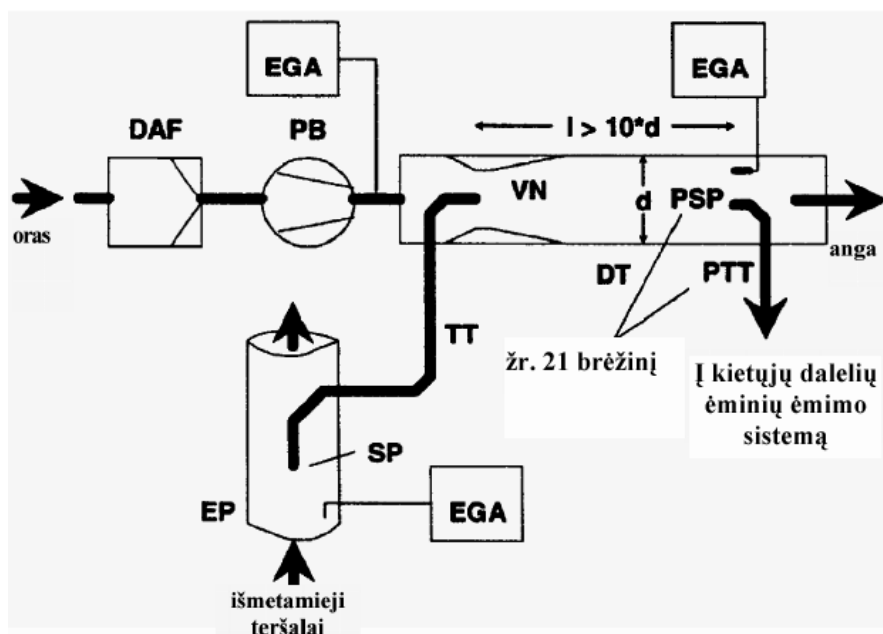 EGA
EGA
DAF
PB
l > 10*d
VN
d
PSP
oras
anga
DT
PTT
TT
žr. 21 brėžinį
Į kietųjų dalelių
ėminių ėmimo
sistemą
SP
EP
EGA
išmetamieji
teršalai